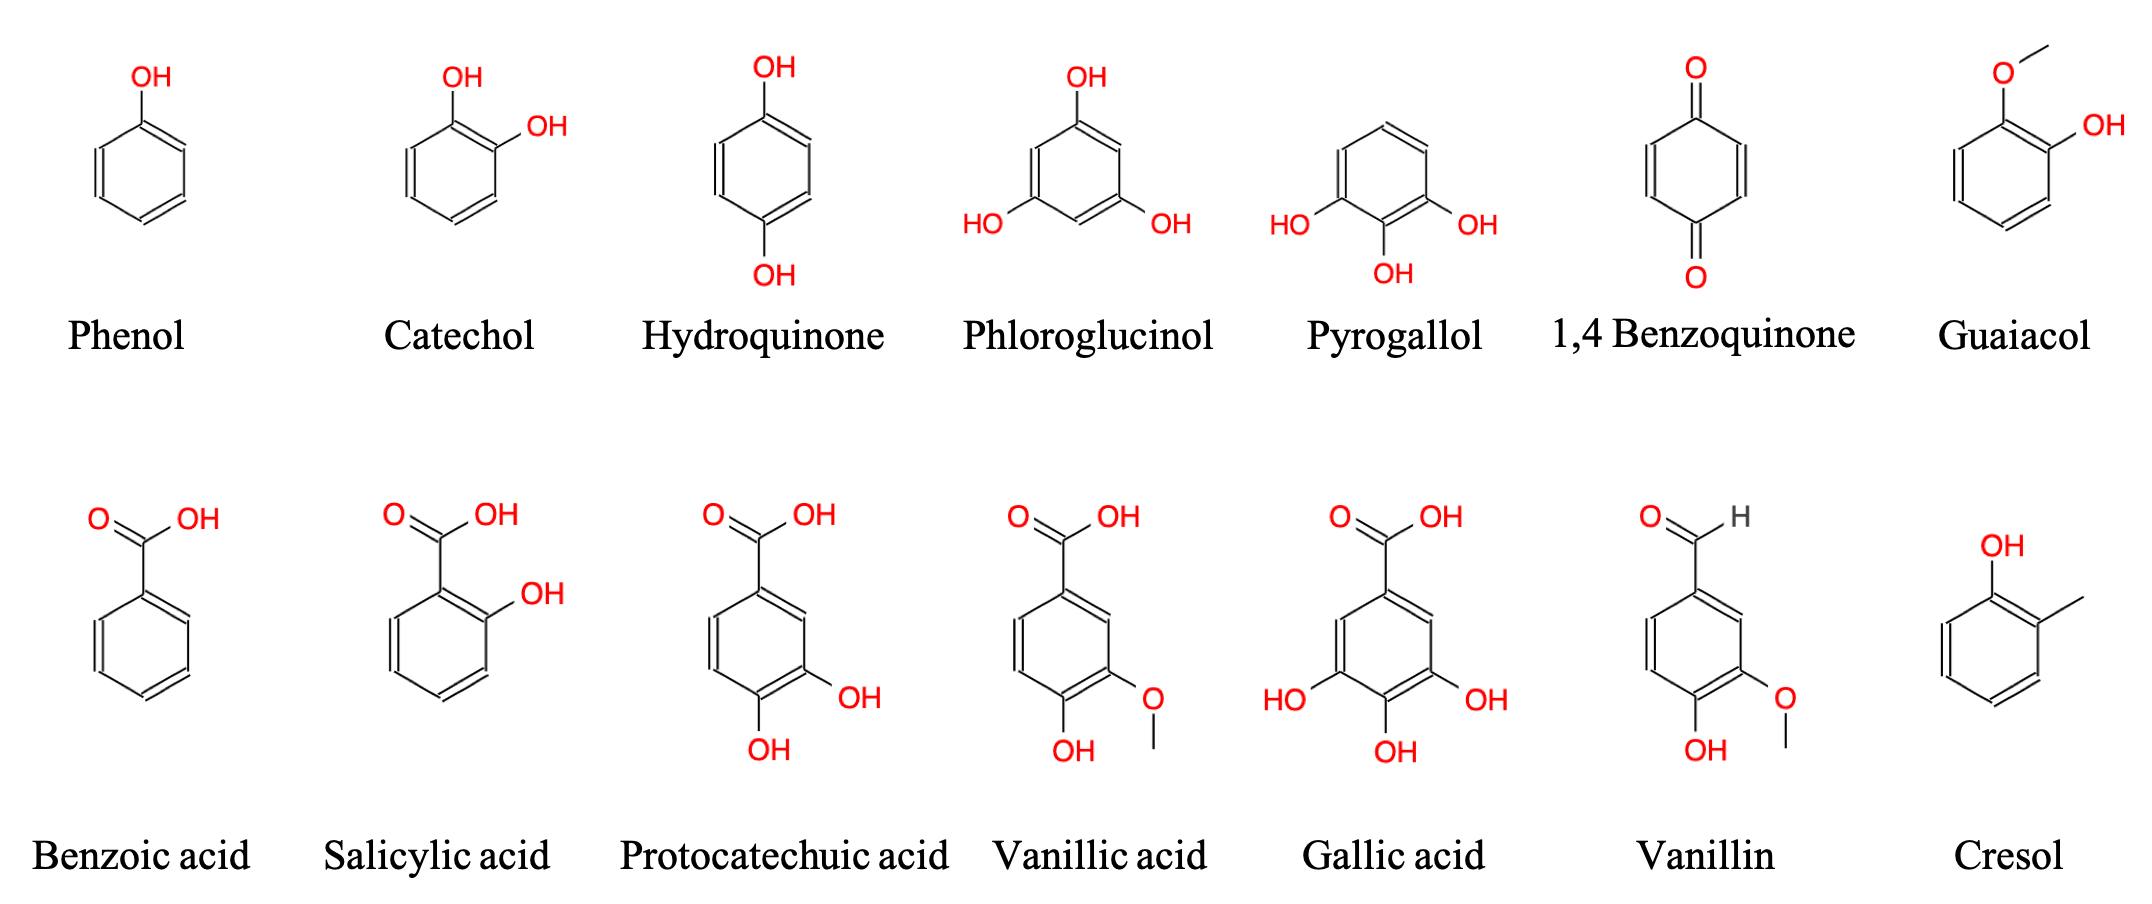 OH OH OH OH O O
OH OH
HO OH HO OH
OH OH O
Phenol Catechol Hydroquinone Phloroglucinol Pyrogallol 1,4 Benzoquinone Guaiacol
O OH O OH O OH O OH O OH O H OH
OH
OH O HO OH O
OH OH OH OH
Benzoic acid Salicylic acid Protocatechuic acid Vanillic acid Gallic acid Vanillin Cresol